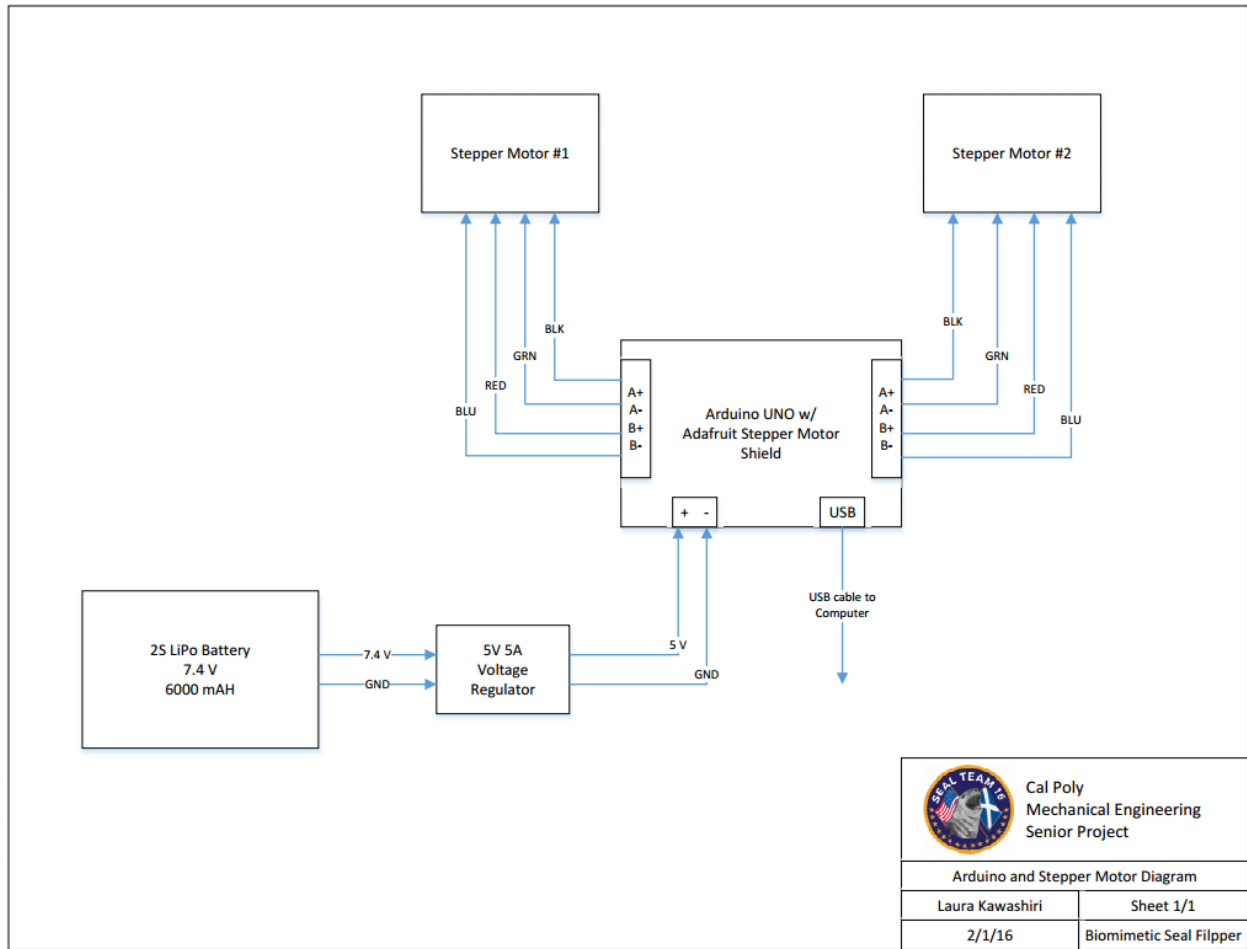 Stepper Motor #1
Stepper Motor #2
BLK
GRN
RED
BLU
BLK
GRN
RED
BLU
A+
A-
B+
B-
Arduino UNO w/
Adafruit Stepper Motor
Shield
A+
A-
B+
B-
+ -
USB
USB cable to
Computer
2S LiPo Battery
7.4 V
6000 mAH
7.4 V
GND
5V 5A
Voltage
Regulator
5 V
GND
SEAL TEAM 16
Cal Poly
Mechanical Engineering
Senior Project
Arduino and Stepper Motor Diagram
Laura Kawashiri
Sheet 1/1
2/1/16
Biomimetic Seal Filpper